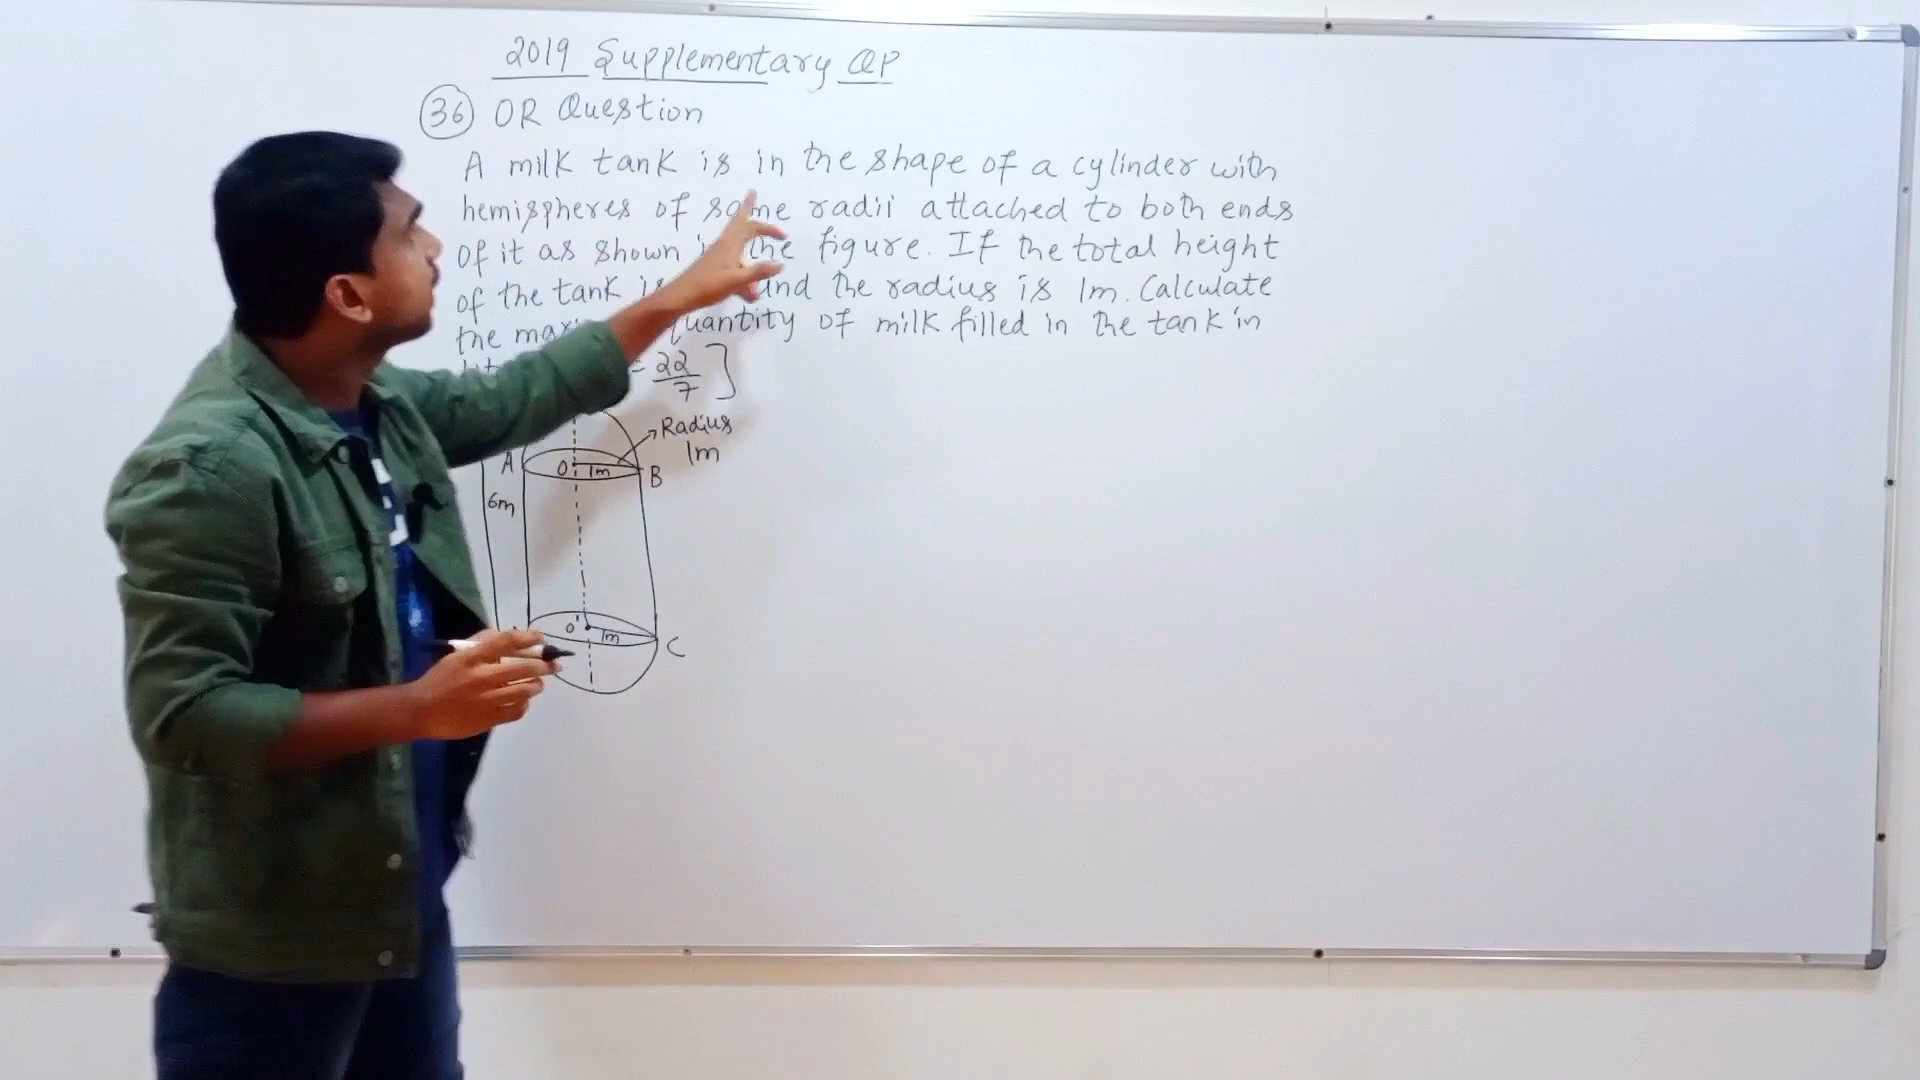 2019 Supplementary QP
36 OR Question
A milk tank is in the shape of a cylinder with
hemispheres of same radii attached to both ends
of it as shown the figure. If the total height
of the tank and the radius is 1m. Calculate
the quantity of milk filled in the tank in
= 22/7 ]
Radius
1m
A O 1m B
6m
O' 1m C